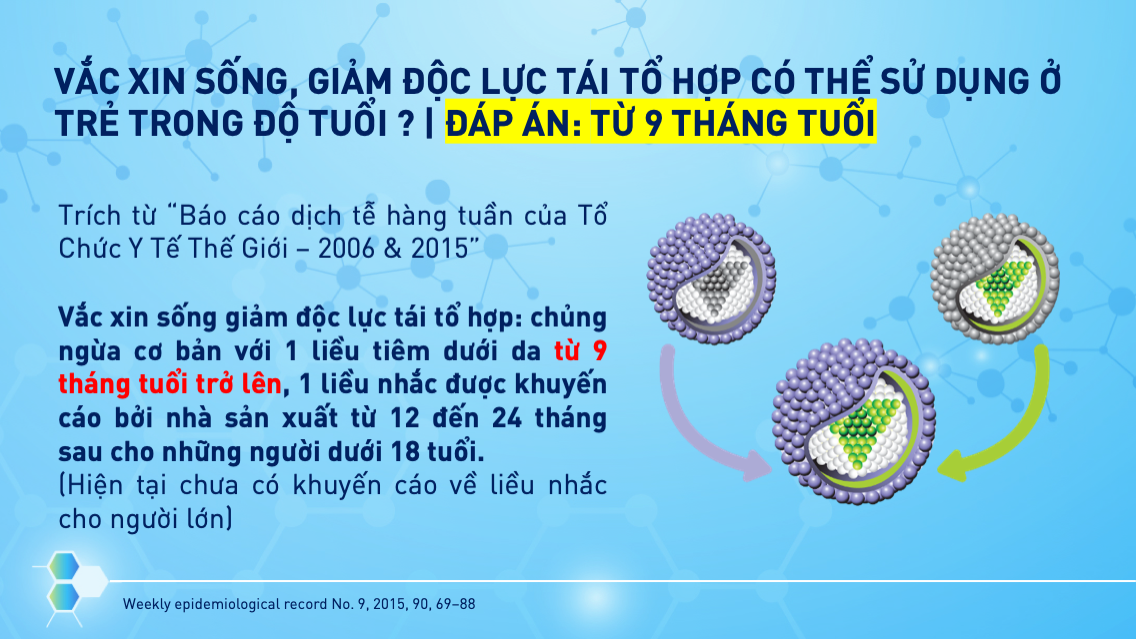 VẮC XIN SỐNG, GIẢM ĐỘC LỰC TÁI TỔ HỢP CÓ THỂ SỬ DỤNG Ở
TRẺ TRONG ĐỘ TUỔI ? | ĐÁP ÁN: TỪ 9 THÁNG TUỔI
Trích từ “Báo cáo dịch tễ hàng tuần của Tổ
Chức Y Tế Thế Giới – 2006 & 2015”
Vắc xin sống giảm độc lực tái tổ hợp: chủng
ngừa cơ bản với 1 liều tiêm dưới da từ 9
tháng tuổi trở lên, 1 liều nhắc được khuyến
cáo bởi nhà sản xuất từ 12 đến 24 tháng
sau cho những người dưới 18 tuổi.
(Hiện tại chưa có khuyến cáo về liều nhắc
cho người lớn)
Weekly epidemiological record No. 9, 2015, 90, 69–88